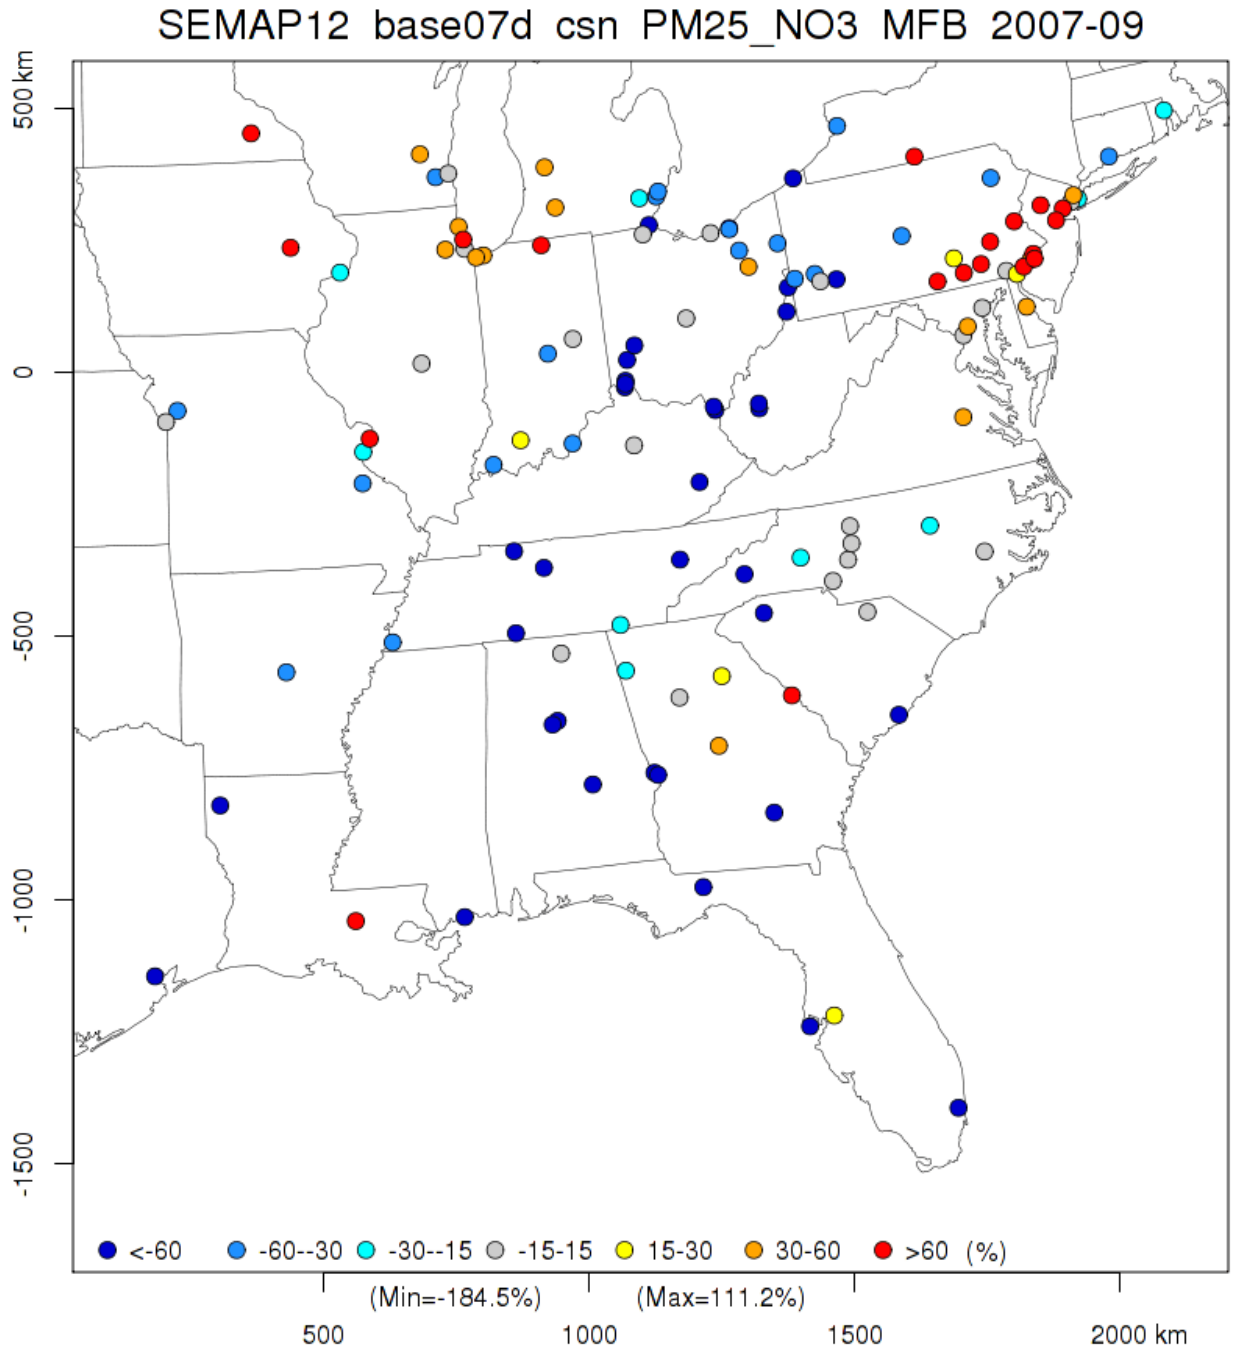 SEMAP12 base07d csn PM25_NO3 MFB 2007-09
500 km
0
-500
-1000
-1500
<-60 -60--30 -30--15 -15-15 15-30 30-60 >60 (%)
(Min=-184.5%) (Max=111.2%)
500 1000 1500 2000 km